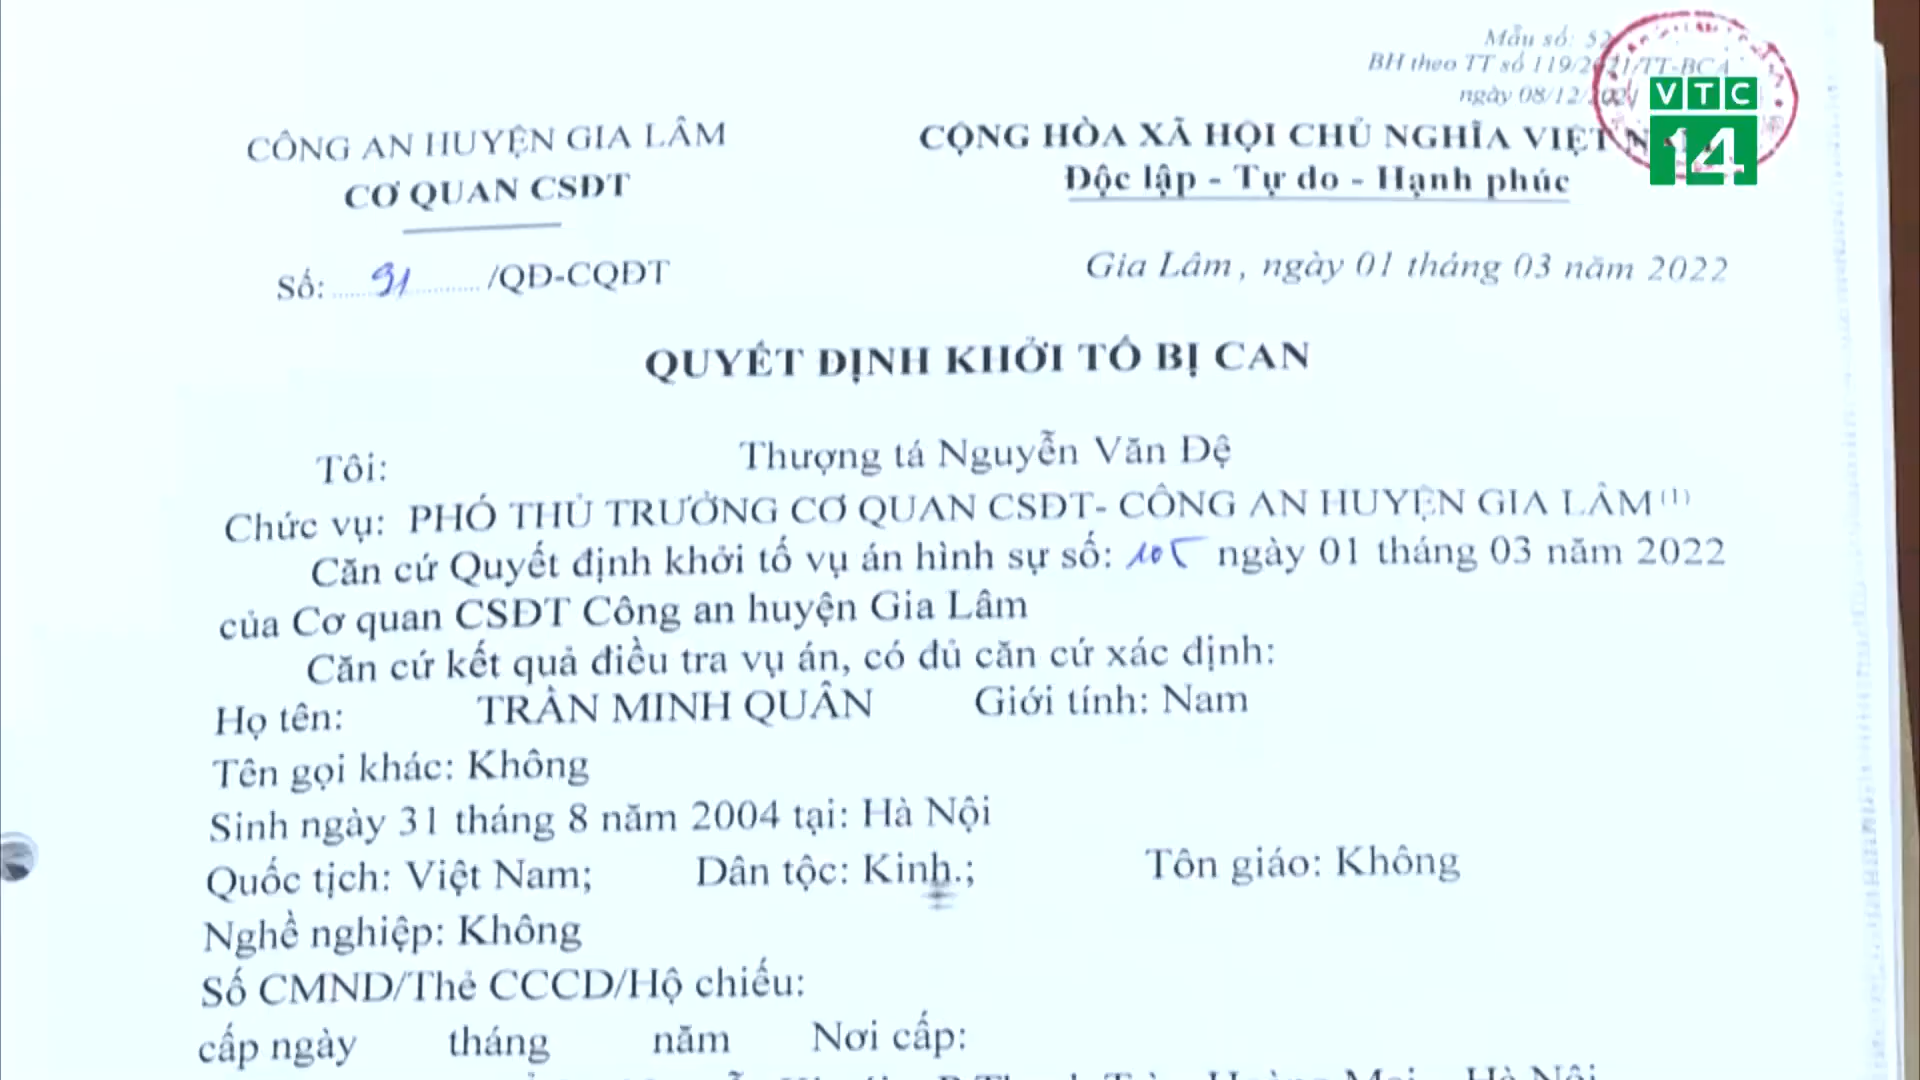 Mẫu số: 52
BH theo TT số 119/2021/TT-BCA
ngày 08/12/2021
VTC
14
CÔNG AN HUYỆN GIA LÂM
CỘNG HÒA XÃ HỘI CHỦ NGHĨA VIỆT
CƠ QUAN CSĐT
Độc lập - Tự do - Hạnh phúc
Số: 91 /QĐ-CQĐT
Gia Lâm, ngày 01 tháng 03 năm 2022
QUYẾT ĐỊNH KHỞI TỐ BỊ CAN
Tôi: Thượng tá Nguyễn Văn Đệ
Chức vụ: PHÓ THỦ TRƯỞNG CƠ QUAN CSĐT- CÔNG AN HUYỆN GIA LÂM (1)
Căn cứ Quyết định khởi tố vụ án hình sự số: 105 ngày 01 tháng 03 năm 2022
của Cơ quan CSĐT Công an huyện Gia Lâm
Căn cứ kết quả điều tra vụ án, có đủ căn cứ xác định:
Họ tên: TRẦN MINH QUÂN Giới tính: Nam
Tên gọi khác: Không
Sinh ngày 31 tháng 8 năm 2004 tại: Hà Nội
Quốc tịch: Việt Nam; Dân tộc: Kinh.; Tôn giáo: Không
Nghề nghiệp: Không
Số CMND/Thẻ CCCD/Hộ chiếu:
cấp ngày tháng năm Nơi cấp:
Hà Nội